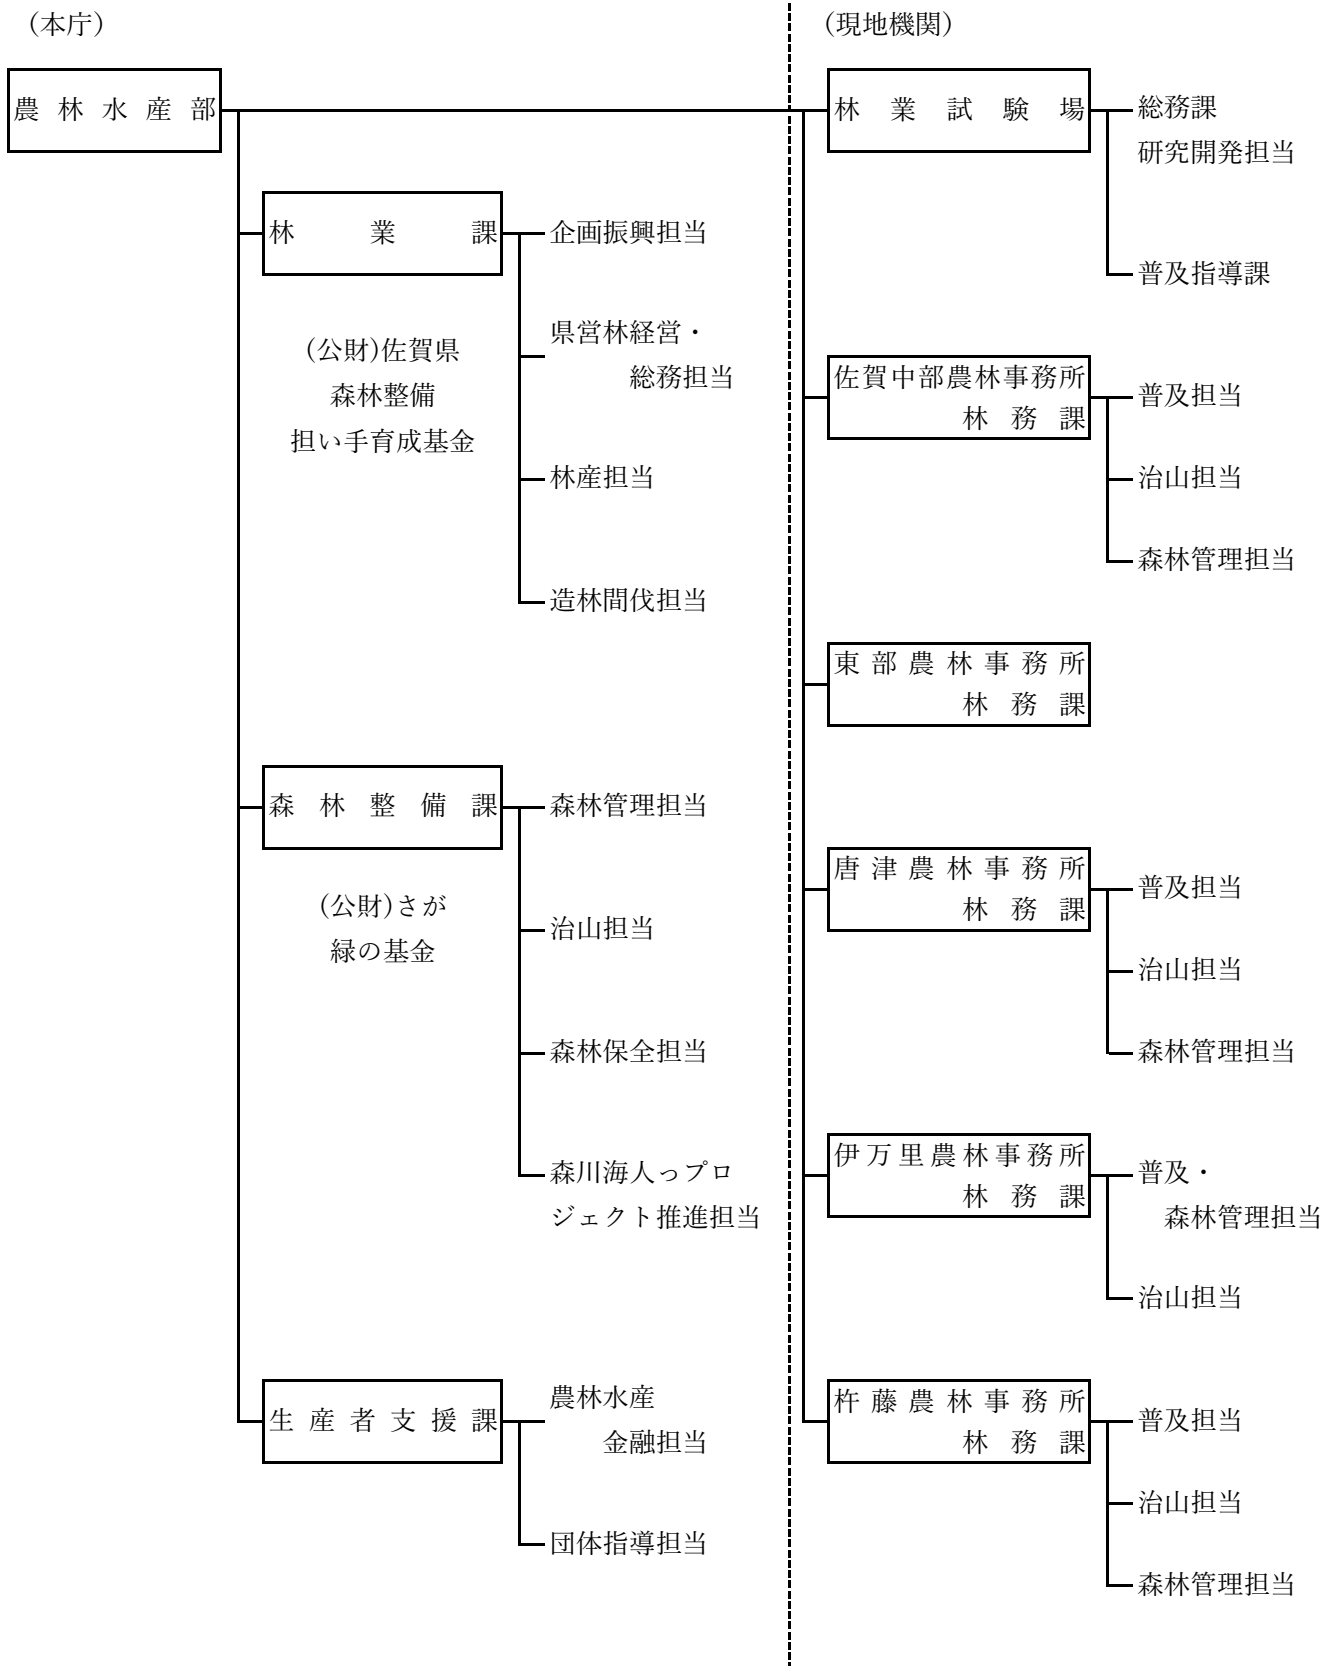 (本庁)
農林水産部
林業課
企画振興担当
県営林経営・
総務担当
(公財)佐賀県
森林整備
担い手育成基金
林産担当
造林間伐担当
森林整備課
森林管理担当
(公財)さが
緑の基金
治山担当
森林保全担当
森川海人っプロ
ジェクト推進担当
生産者支援課
農林水産
金融担当
団体指導担当
(現地機関)
林業試験場
総務課
研究開発担当
普及指導課
佐賀中部農林事務所
林務課
普及担当
治山担当
森林管理担当
東部農林事務所
林務課
唐津農林事務所
林務課
普及担当
治山担当
森林管理担当
伊万里農林事務所
林務課
普及・
森林管理担当
治山担当
杵藤農林事務所
林務課
普及担当
治山担当
森林管理担当